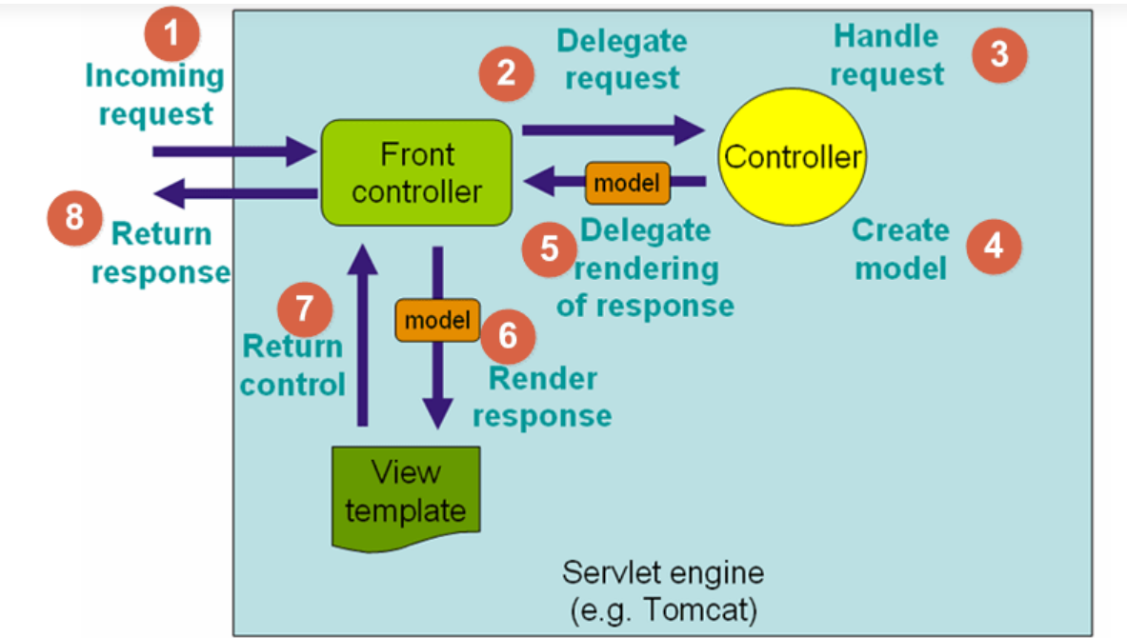 1
Incoming
request
2
Delegate
request
Handle
request
3
Front
controller
Controller
model
8
Return
response
5
Delegate
rendering
of response
Create
model
4
7
Return
control
model
6
Render
response
View
template
Servlet engine
(e.g. Tomcat)